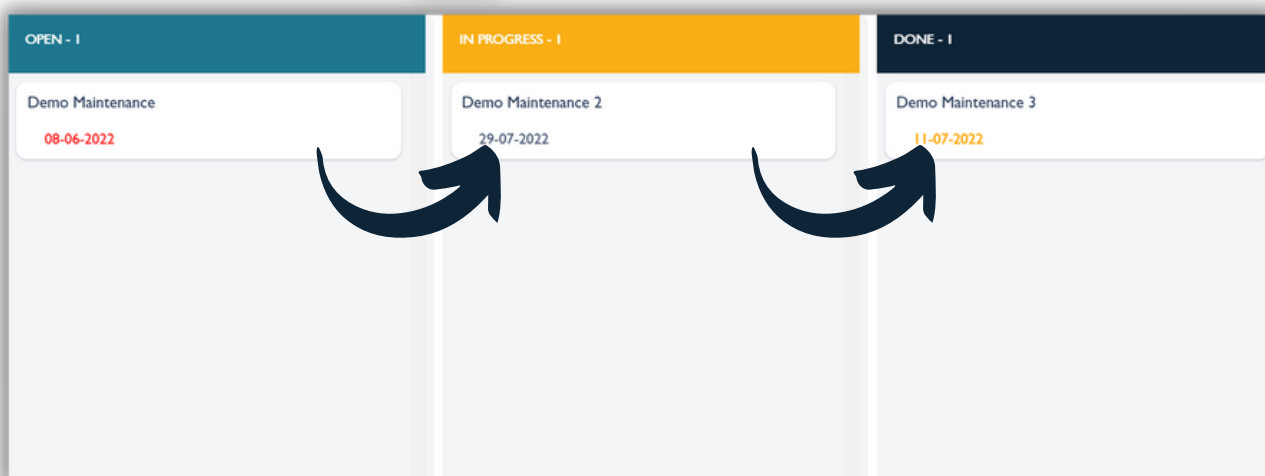 OPEN - 1
Demo Maintenance
08-06-2022
IN PROGRESS - 1
Demo Maintenance 2
29-07-2022
DONE - 1
Demo Maintenance 3
11-07-2022